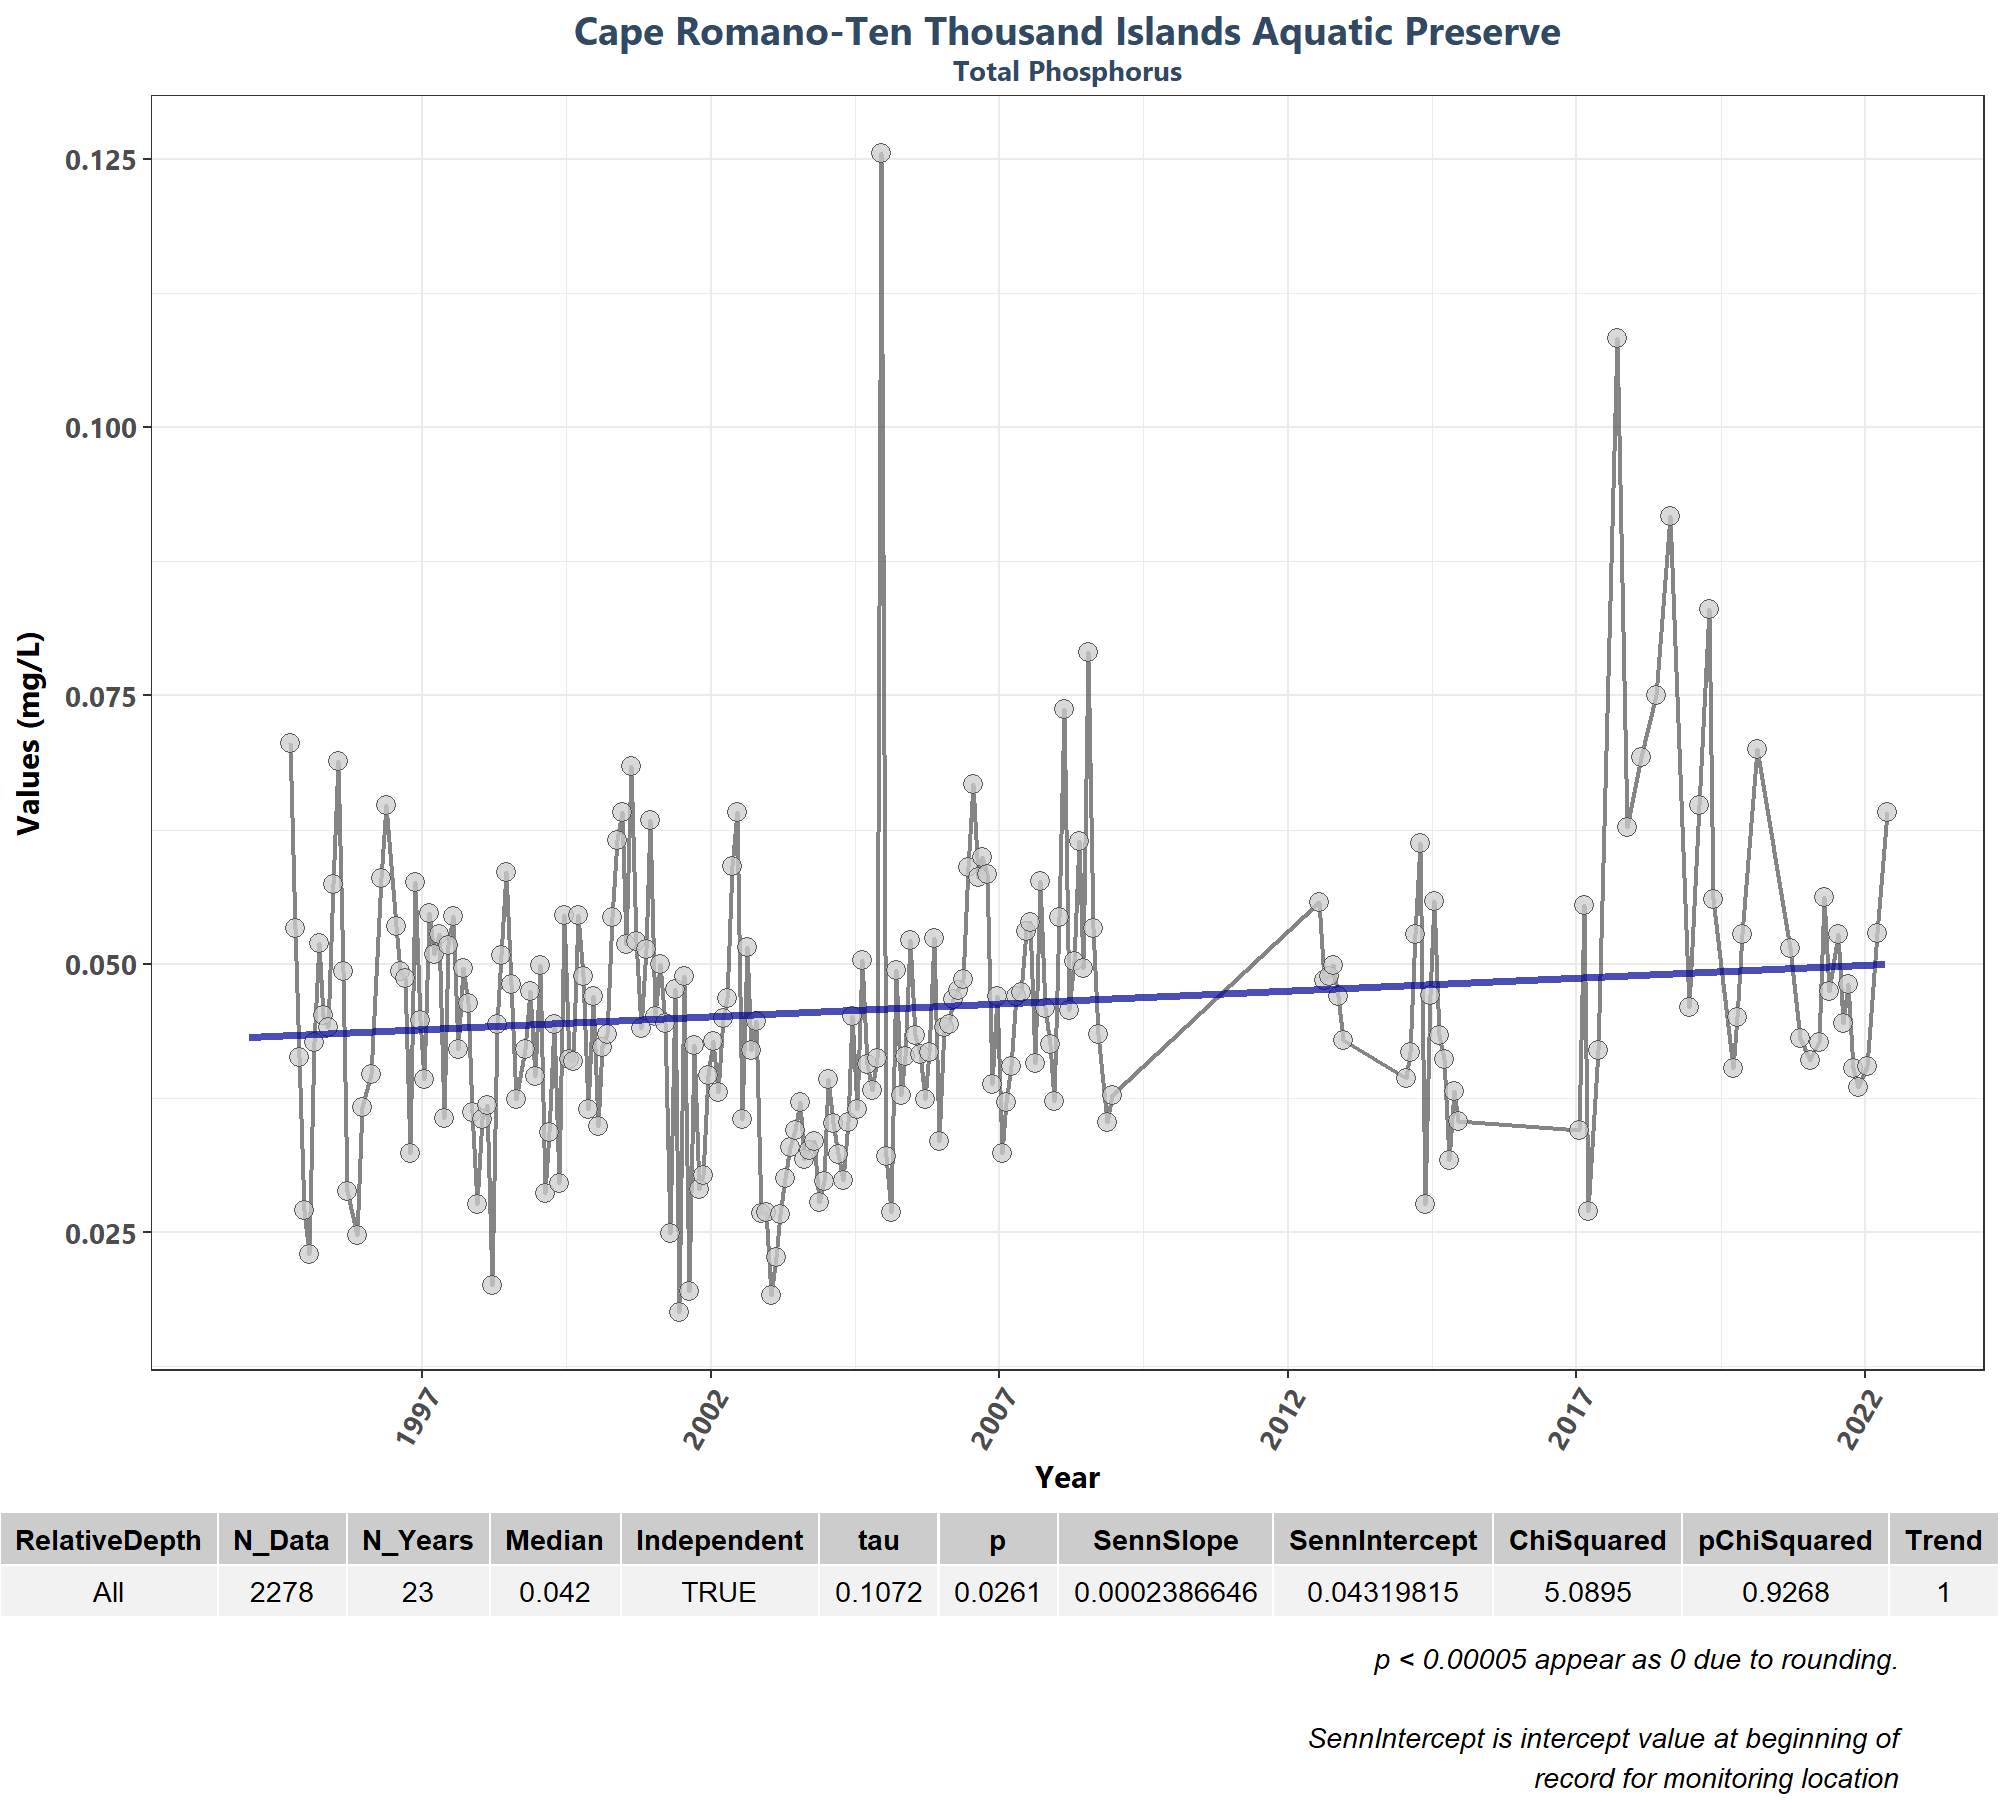 Cape Romano-Ten Thousand Islands Aquatic Preserve
Total Phosphorus
Values (mg/L)
0.125
0.100
0.075
0.050
0.025
1997 2002 2007 2012 2017 2022
Year
RelativeDepth N_Data N_Years Median Independent tau p SennSlope SennIntercept ChiSquared pChiSquared Trend
All 2278 23 0.042 TRUE 0.1072 0.0261 0.0002386646 0.04319815 5.0895 0.9268 1
p < 0.00005 appear as 0 due to rounding.
SennIntercept is intercept value at beginning of
record for monitoring location